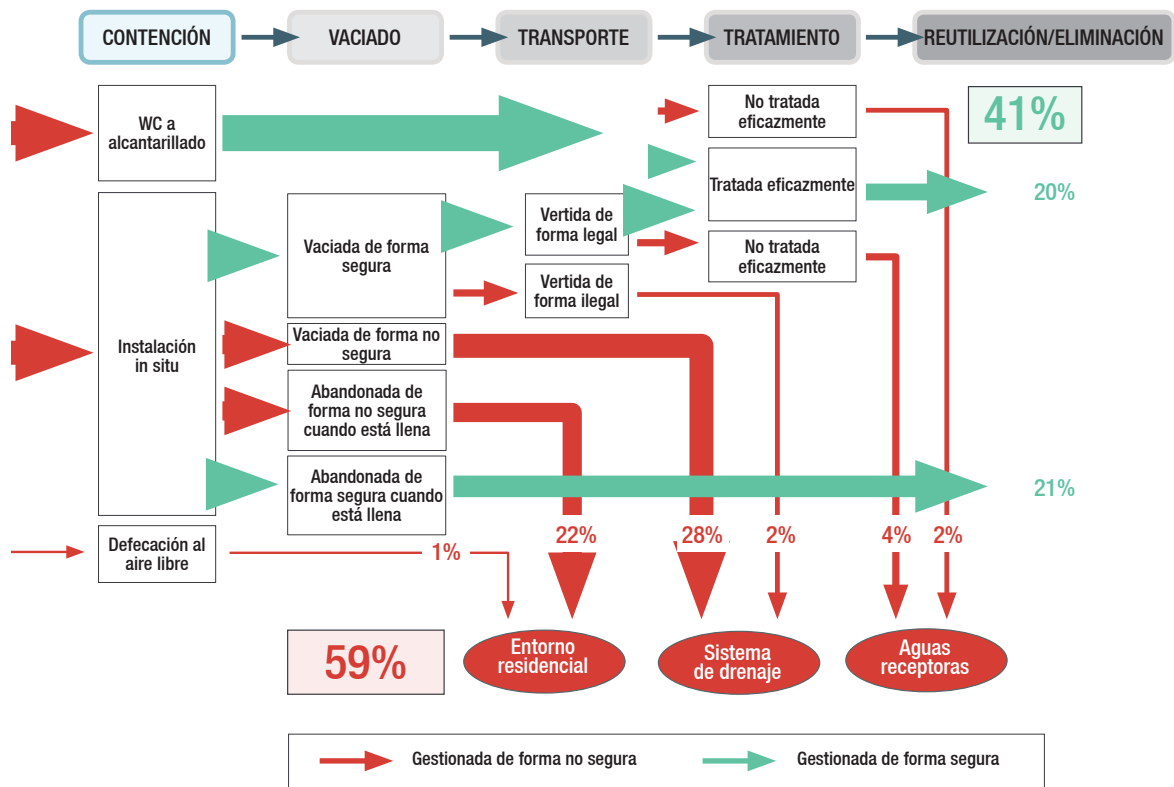 CONTENCIÓN
VACIADO
TRANSPORTE
TRATAMIENTO
REUTILIZACIÓN/ELIMINACIÓN
WC a
alcantarillado
No tratada
eficazmente
41%
Tratada eficazmente
20%
Vaciada de forma
segura
Vertida de
forma legal
No tratada
eficazmente
Vertida de
forma ilegal
Instalación
in situ
Vaciada de forma no
segura
Abandonada de
forma no segura
cuando está llena
Abandonada de
forma segura cuando
está llena
21%
Defecación al
aire libre
1%
22%
28%
2%
4%
2%
59%
Entorno
residencial
Sistema
de drenaje
Aguas
receptoras
Gestionada de forma no segura
Gestionada de forma segura